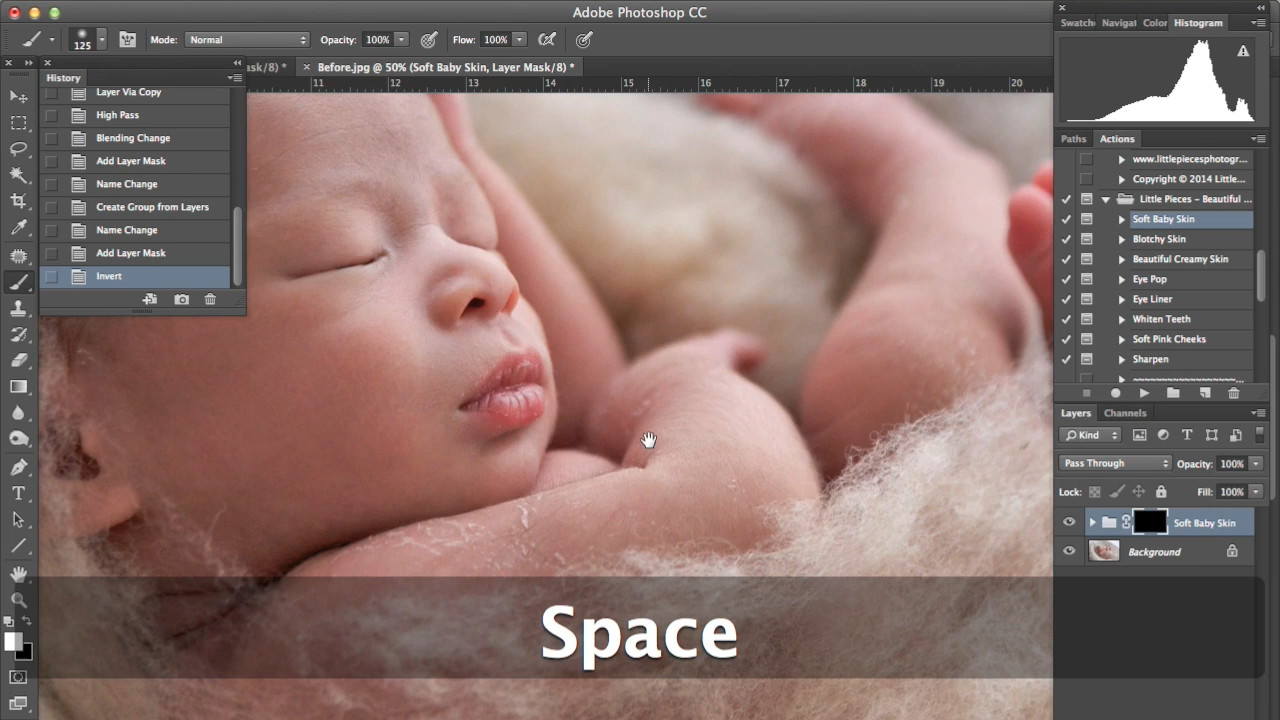 Adobe Photoshop CC
125
Mode: Normal
Opacity: 100%
Flow: 100%
Swatch
Navigat
Color
Histogram
ask/8) *
× Before.jpg @ 50% (Soft Baby Skin, Layer Mask/8) *
History
11 12 13 14 15 16 17 18 19 20
Layer Via Copy
High Pass
Blending Change
Add Layer Mask
Name Change
Create Group from Layers
Name Change
Add Layer Mask
Invert
Paths
Actions
www.littlepiecesphotogr...
Copyright © 2014 Little...
Little Pieces – Beautiful ...
Soft Baby Skin
Blotchy Skin
Beautiful Creamy Skin
Eye Pop
Eye Liner
Whiten Teeth
Soft Pink Cheeks
Sharpen
~~~~~~~~~~~~~~~~~...
Layers
Channels
Kind
Pass Through
Opacity: 100%
Lock:
Fill: 100%
Soft Baby Skin
Background
Space